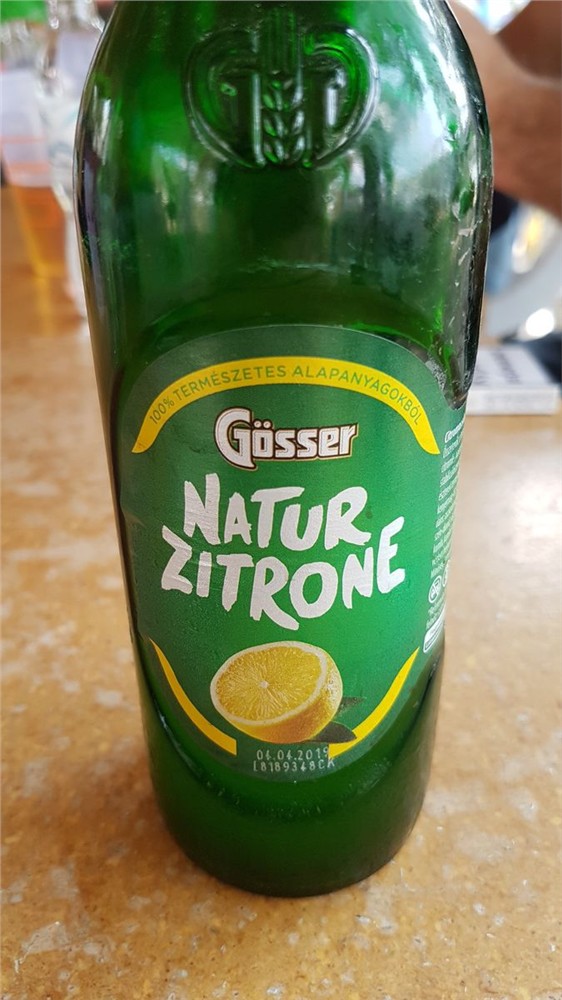 100% TERMÉSZETES ALAPANYAGOKBÓL
Gösser
NATUR
ZITRONE
04.04.2019
L8189348CA